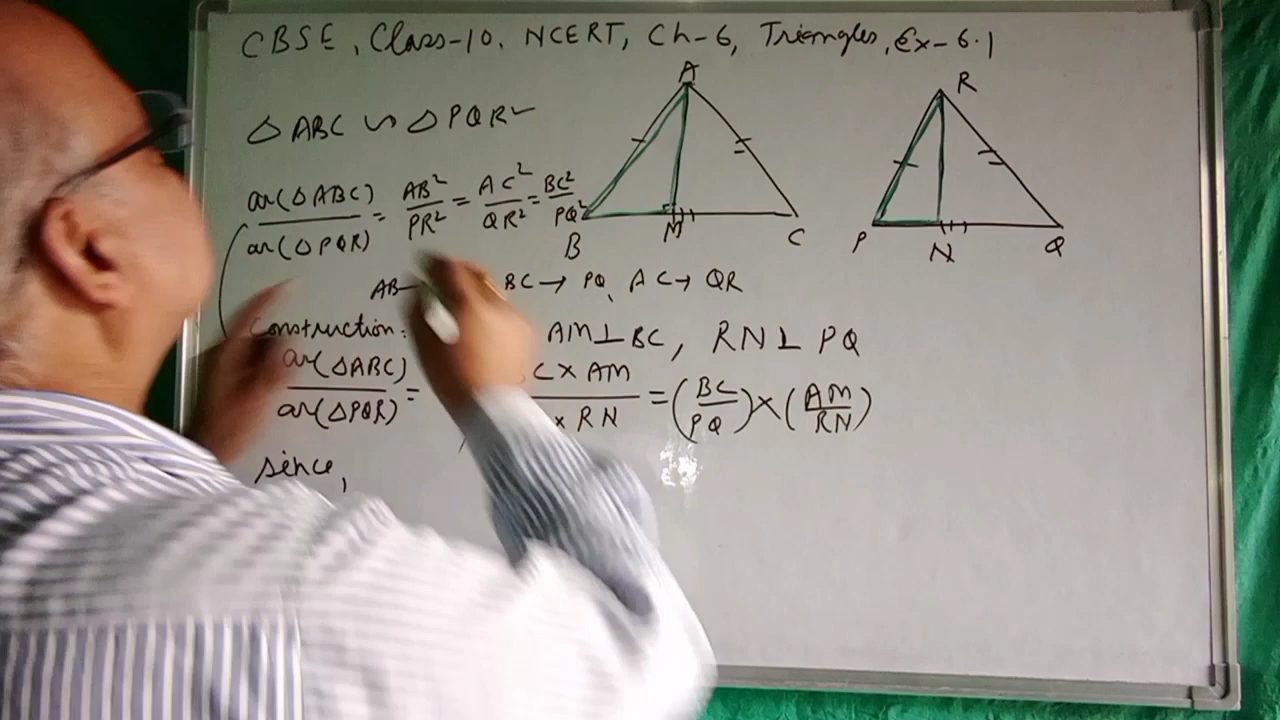 CBSE, Class-10, NCERT, Ch-6, Triangles, Ex-6.1
△ ABC ∽ △ PQR
ar(△ABC)/ar(△PQR) = AB²/PR² = AC²/QR² = BC²/PQ²
AB→ BC → PQ, AC → QR
Construction: AM⊥BC, RN⊥PQ
ar(△ABC)/ar(△PQR) = C×AM/×RN = (BC/PQ)×(AM/RN)
since,
A
B
M
C
R
P
N
Q